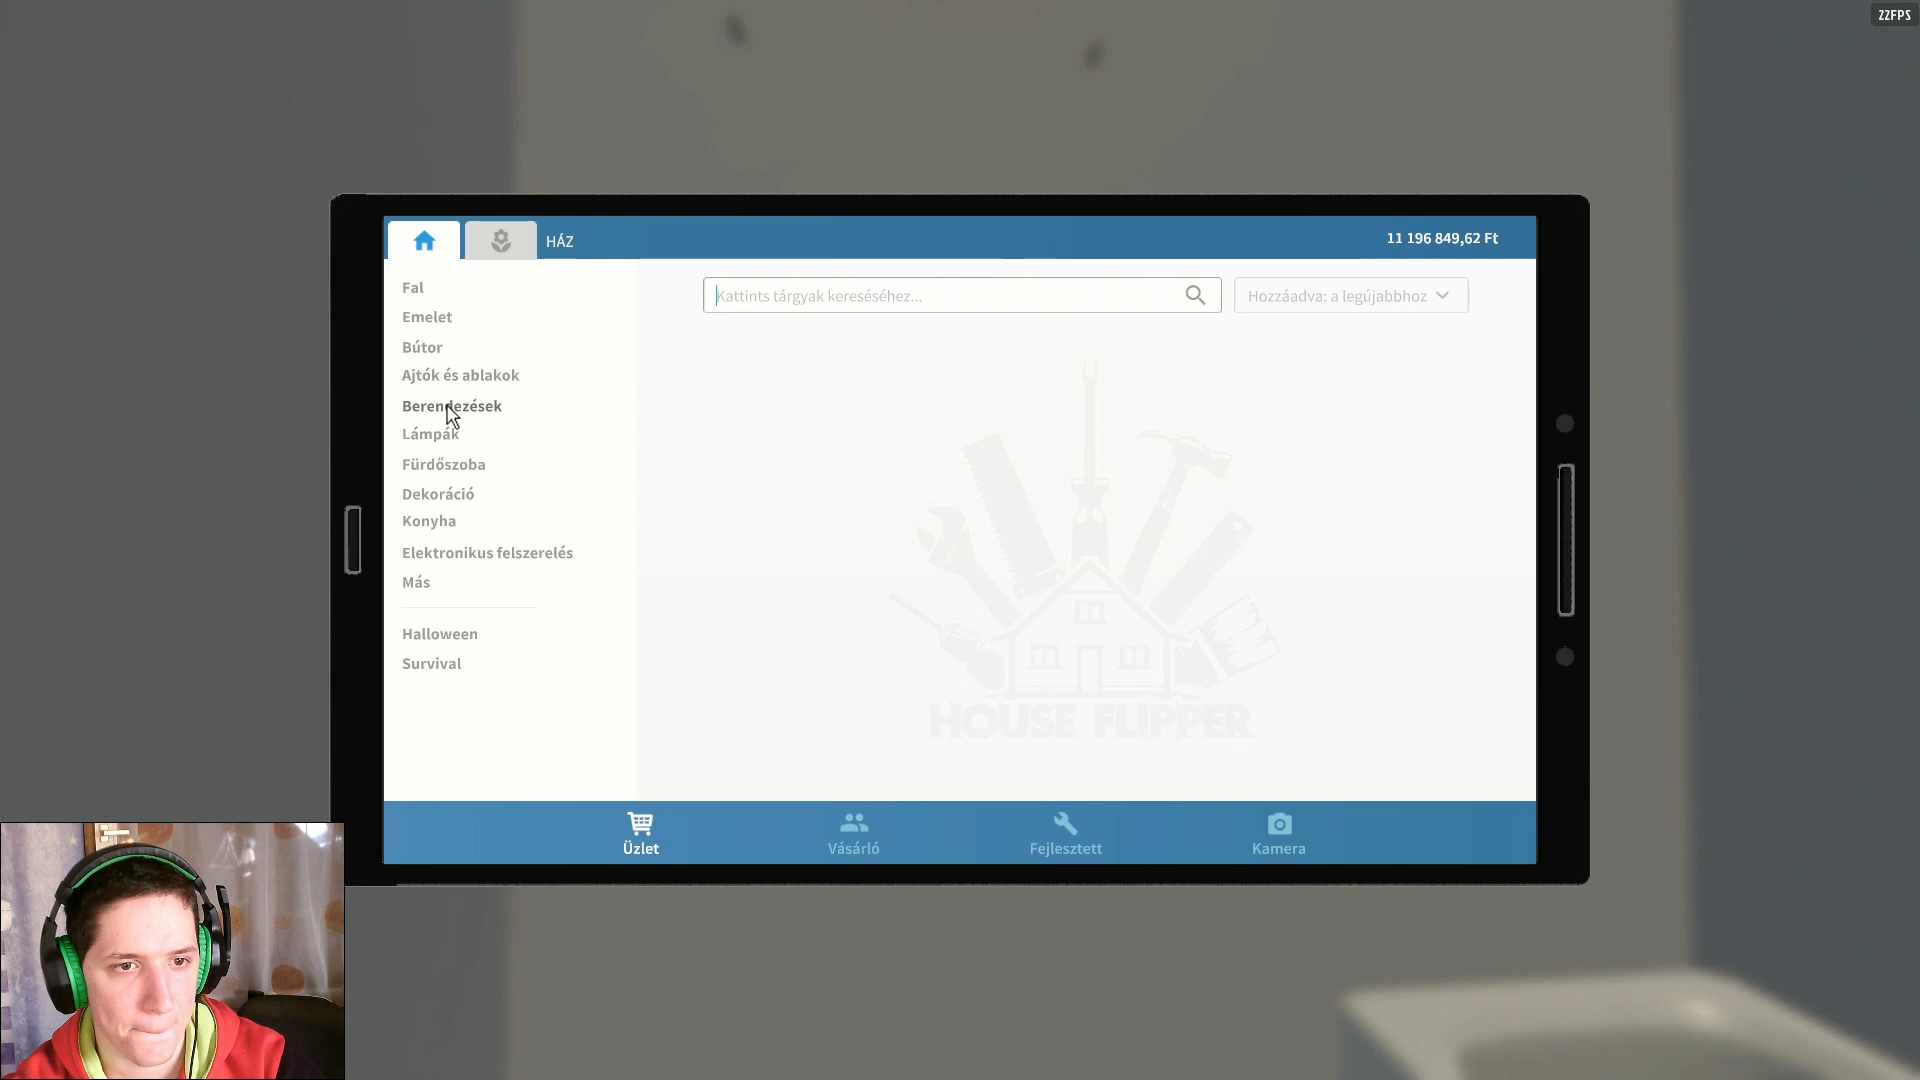 22FPS
HÁZ
11 196 849,62 Ft
Fal
Emelet
Bútor
Ajtók és ablakok
Berendezések
Lámpák
Fürdőszoba
Dekoráció
Konyha
Elektronikus felszerelés
Más
Halloween
Survival
Kattints tárgyak kereséséhez...
Hozzáadva: a legújabbhoz
HOUSE FLIPPER
Üzlet
Vásárló
Fejlesztett
Kamera